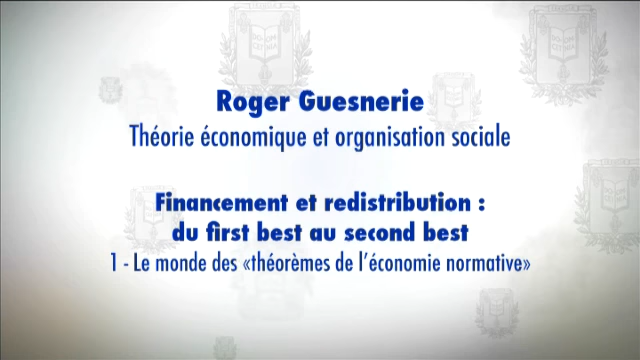 Roger Guesnerie
Théorie économique et organisation sociale
Financement et redistribution :
du first best au second best
1 - Le monde des «théorèmes de l'économie normative»